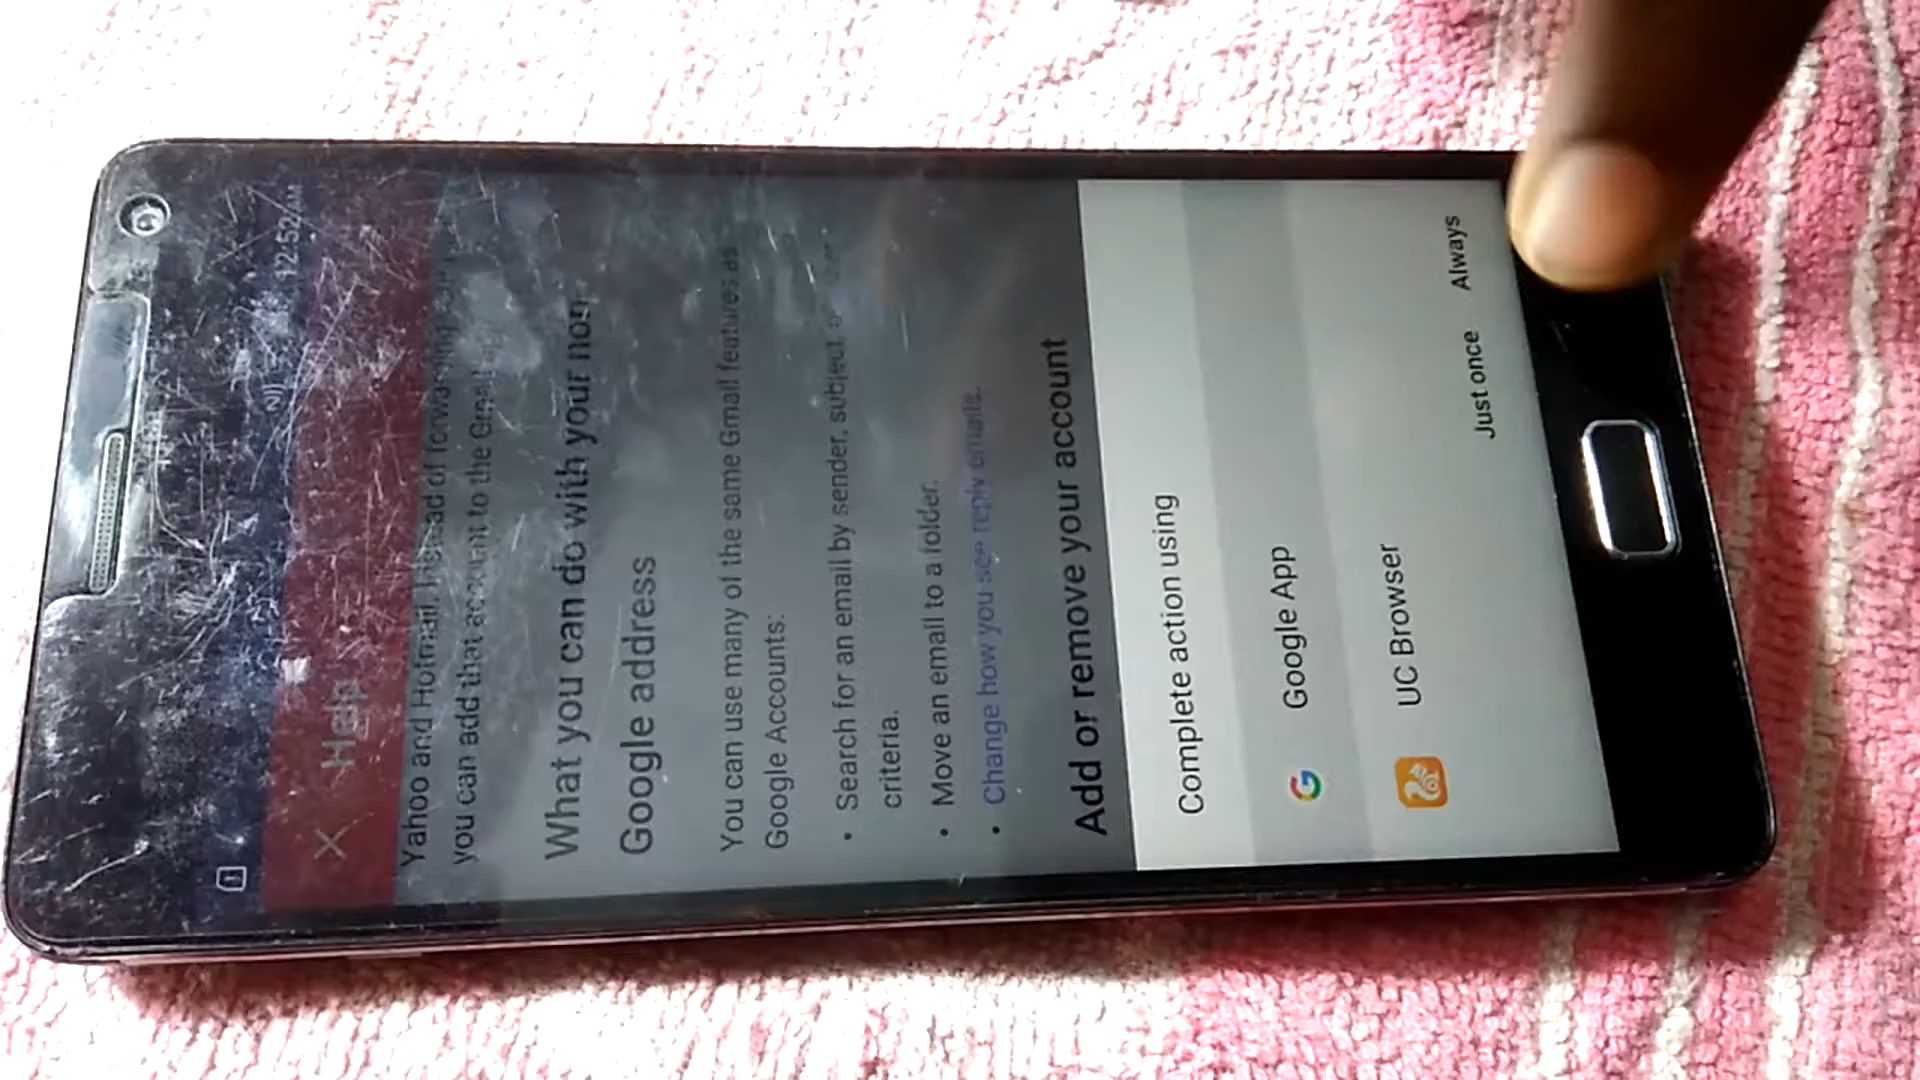 12:52
Help
Yahoo and Hotmail. Instead of
you can add that account to the
What you can do with your non-
Google address
You can use many of the same Gmail features as
Google Accounts:
• Search for an email by sender, subject
criteria.
• Move an email to a folder.
• Change how you see reply emails.
Add or remove your account
Complete action using
Google App
UC Browser
Just once Always